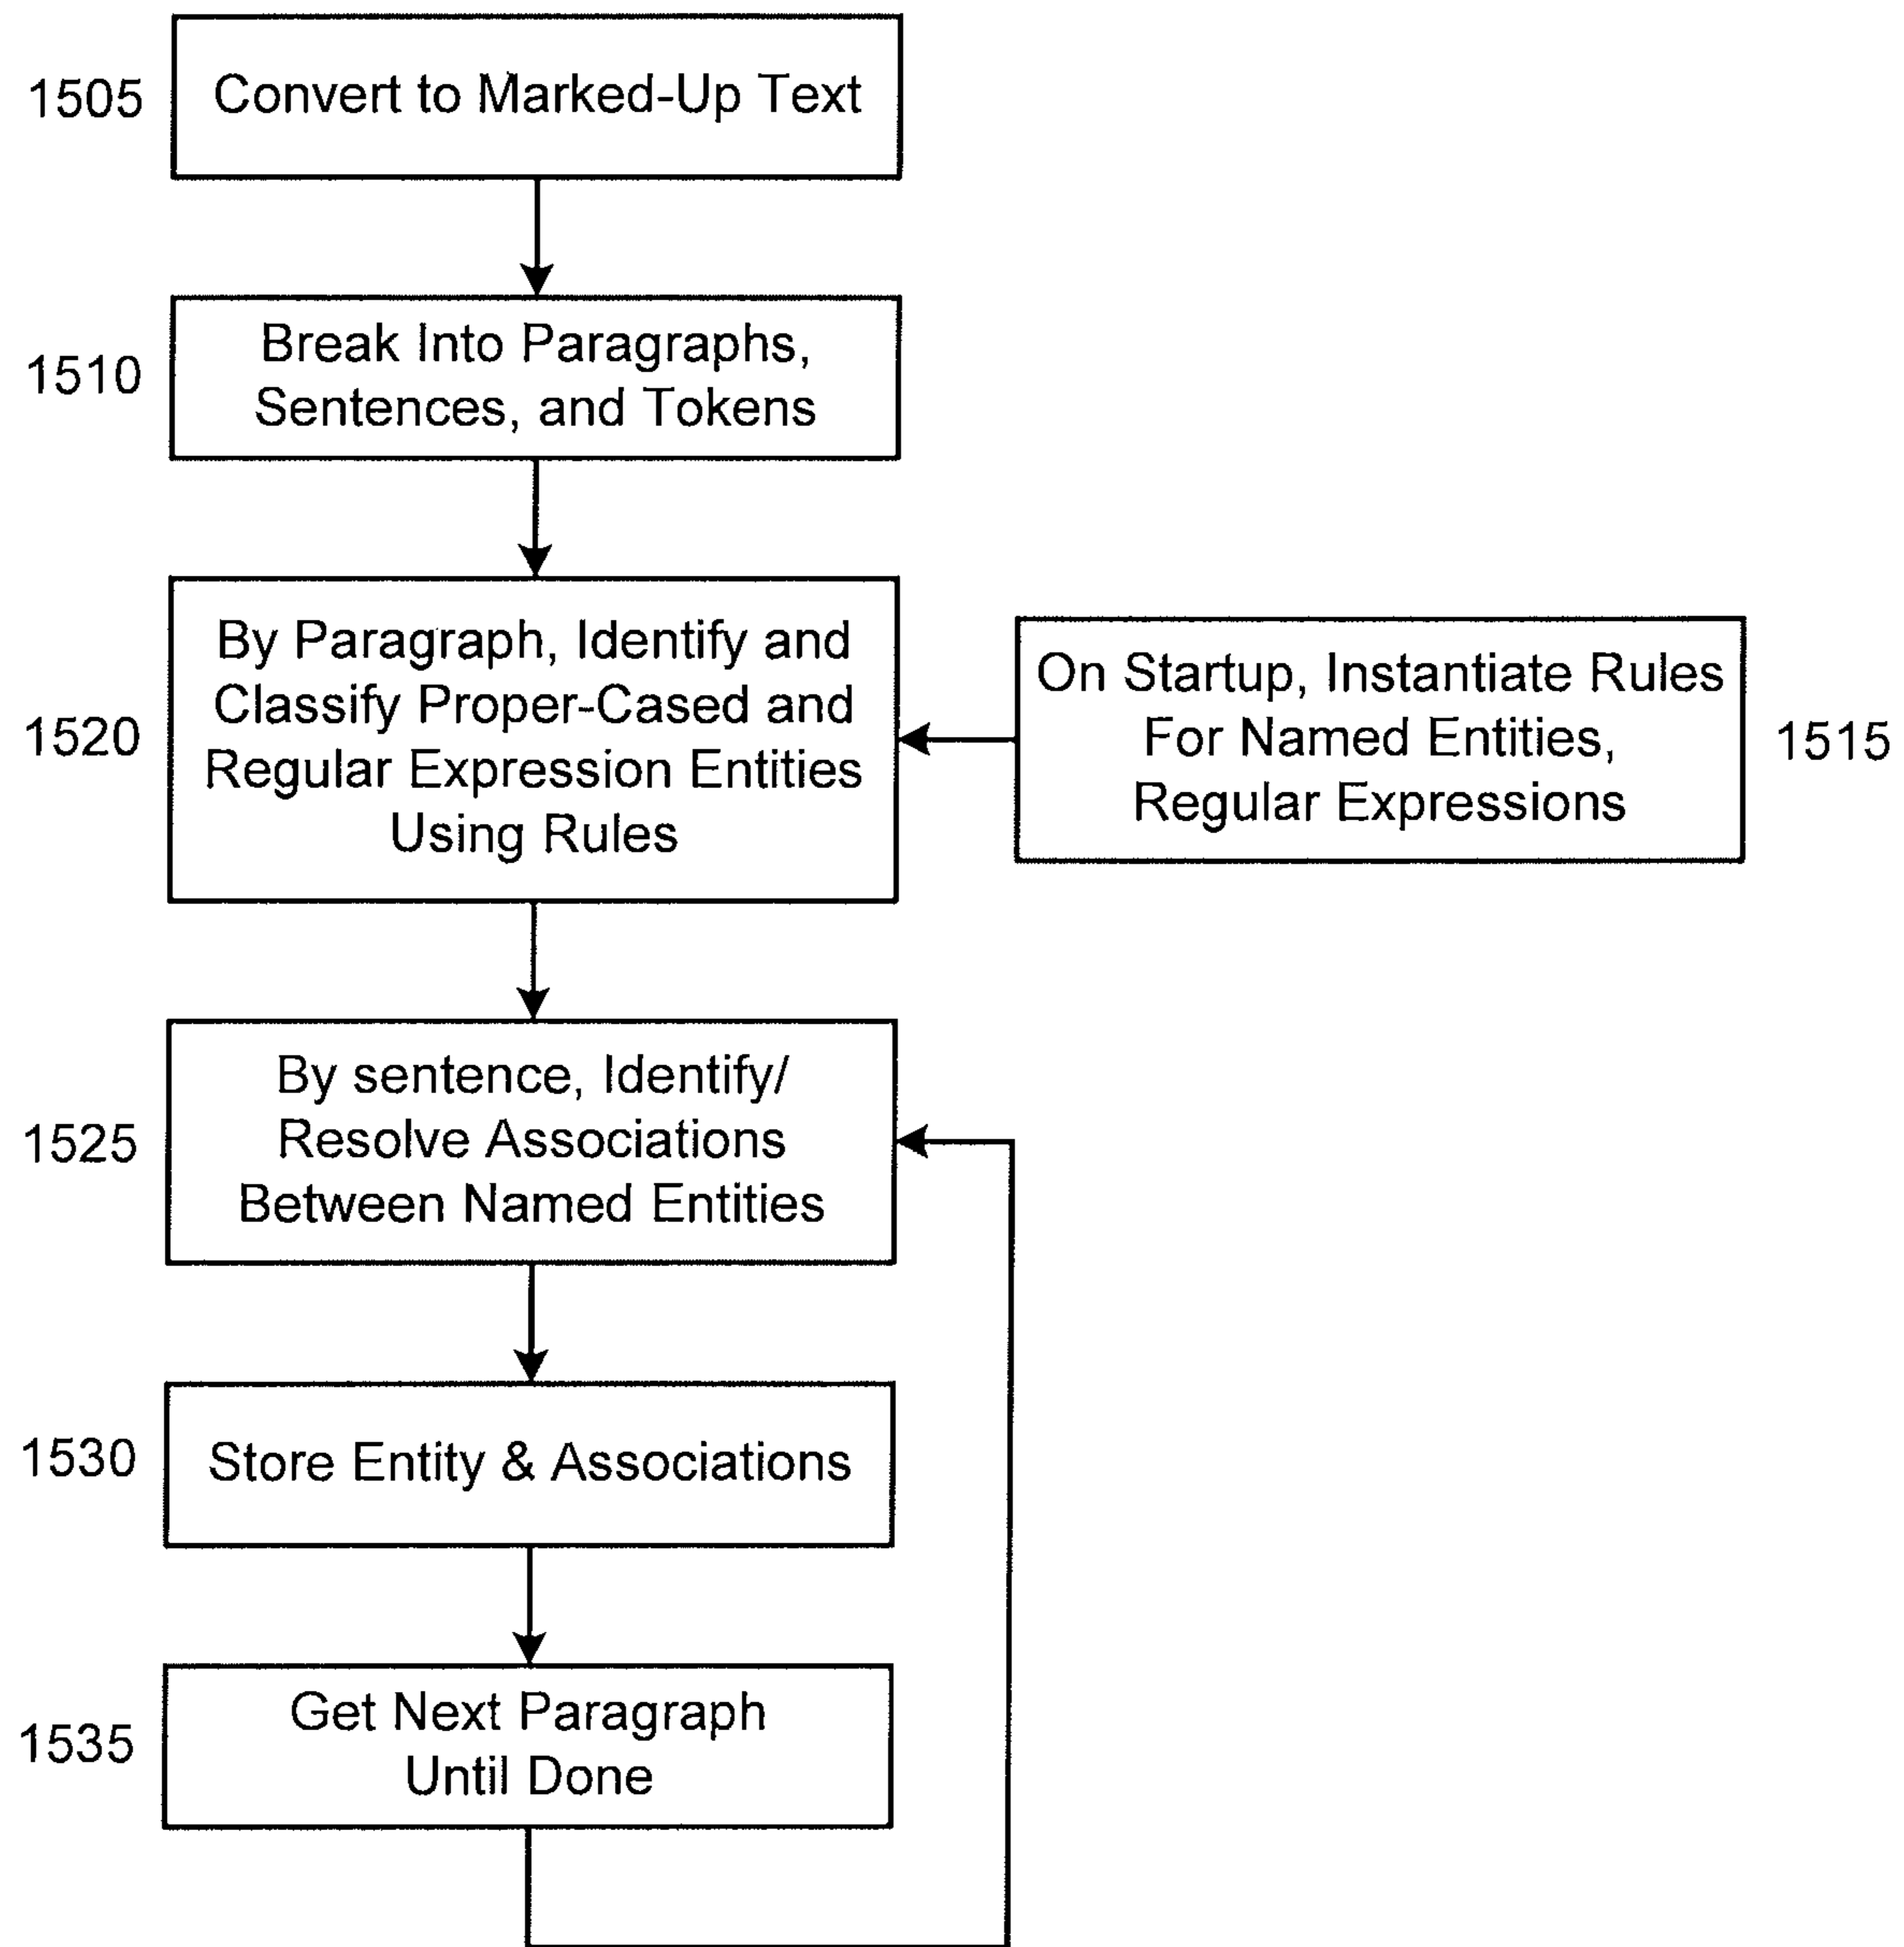 1505
Convert to Marked-Up Text
1510
Break Into Paragraphs,
Sentences, and Tokens
1520
By Paragraph, Identify and
Classify Proper-Cased and
Regular Expression Entities
Using Rules
On Startup, Instantiate Rules
For Named Entities,
Regular Expressions
1515
1525
By sentence, Identify/
Resolve Associations
Between Named Entities
1530
Store Entity & Associations
1535
Get Next Paragraph
Until Done